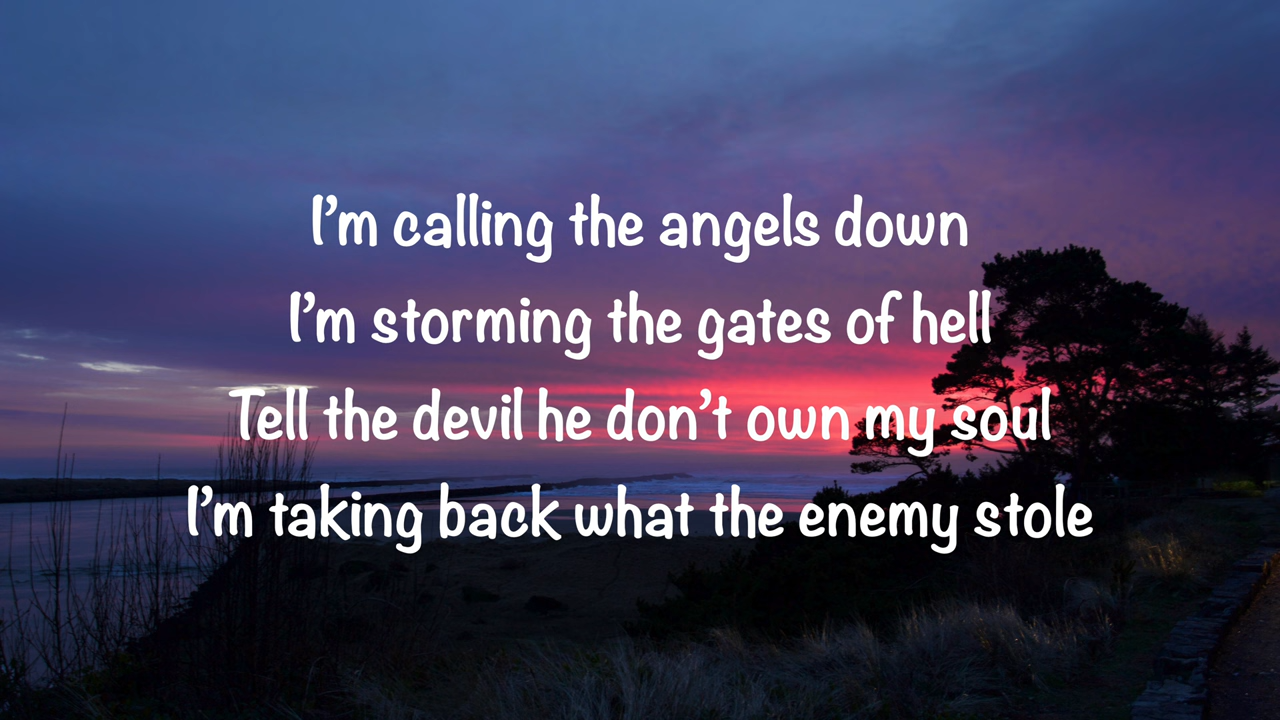 I'm calling the angels down
I'm storming the gates of hell
Tell the devil he don't own my soul
I'm taking back what the enemy stole